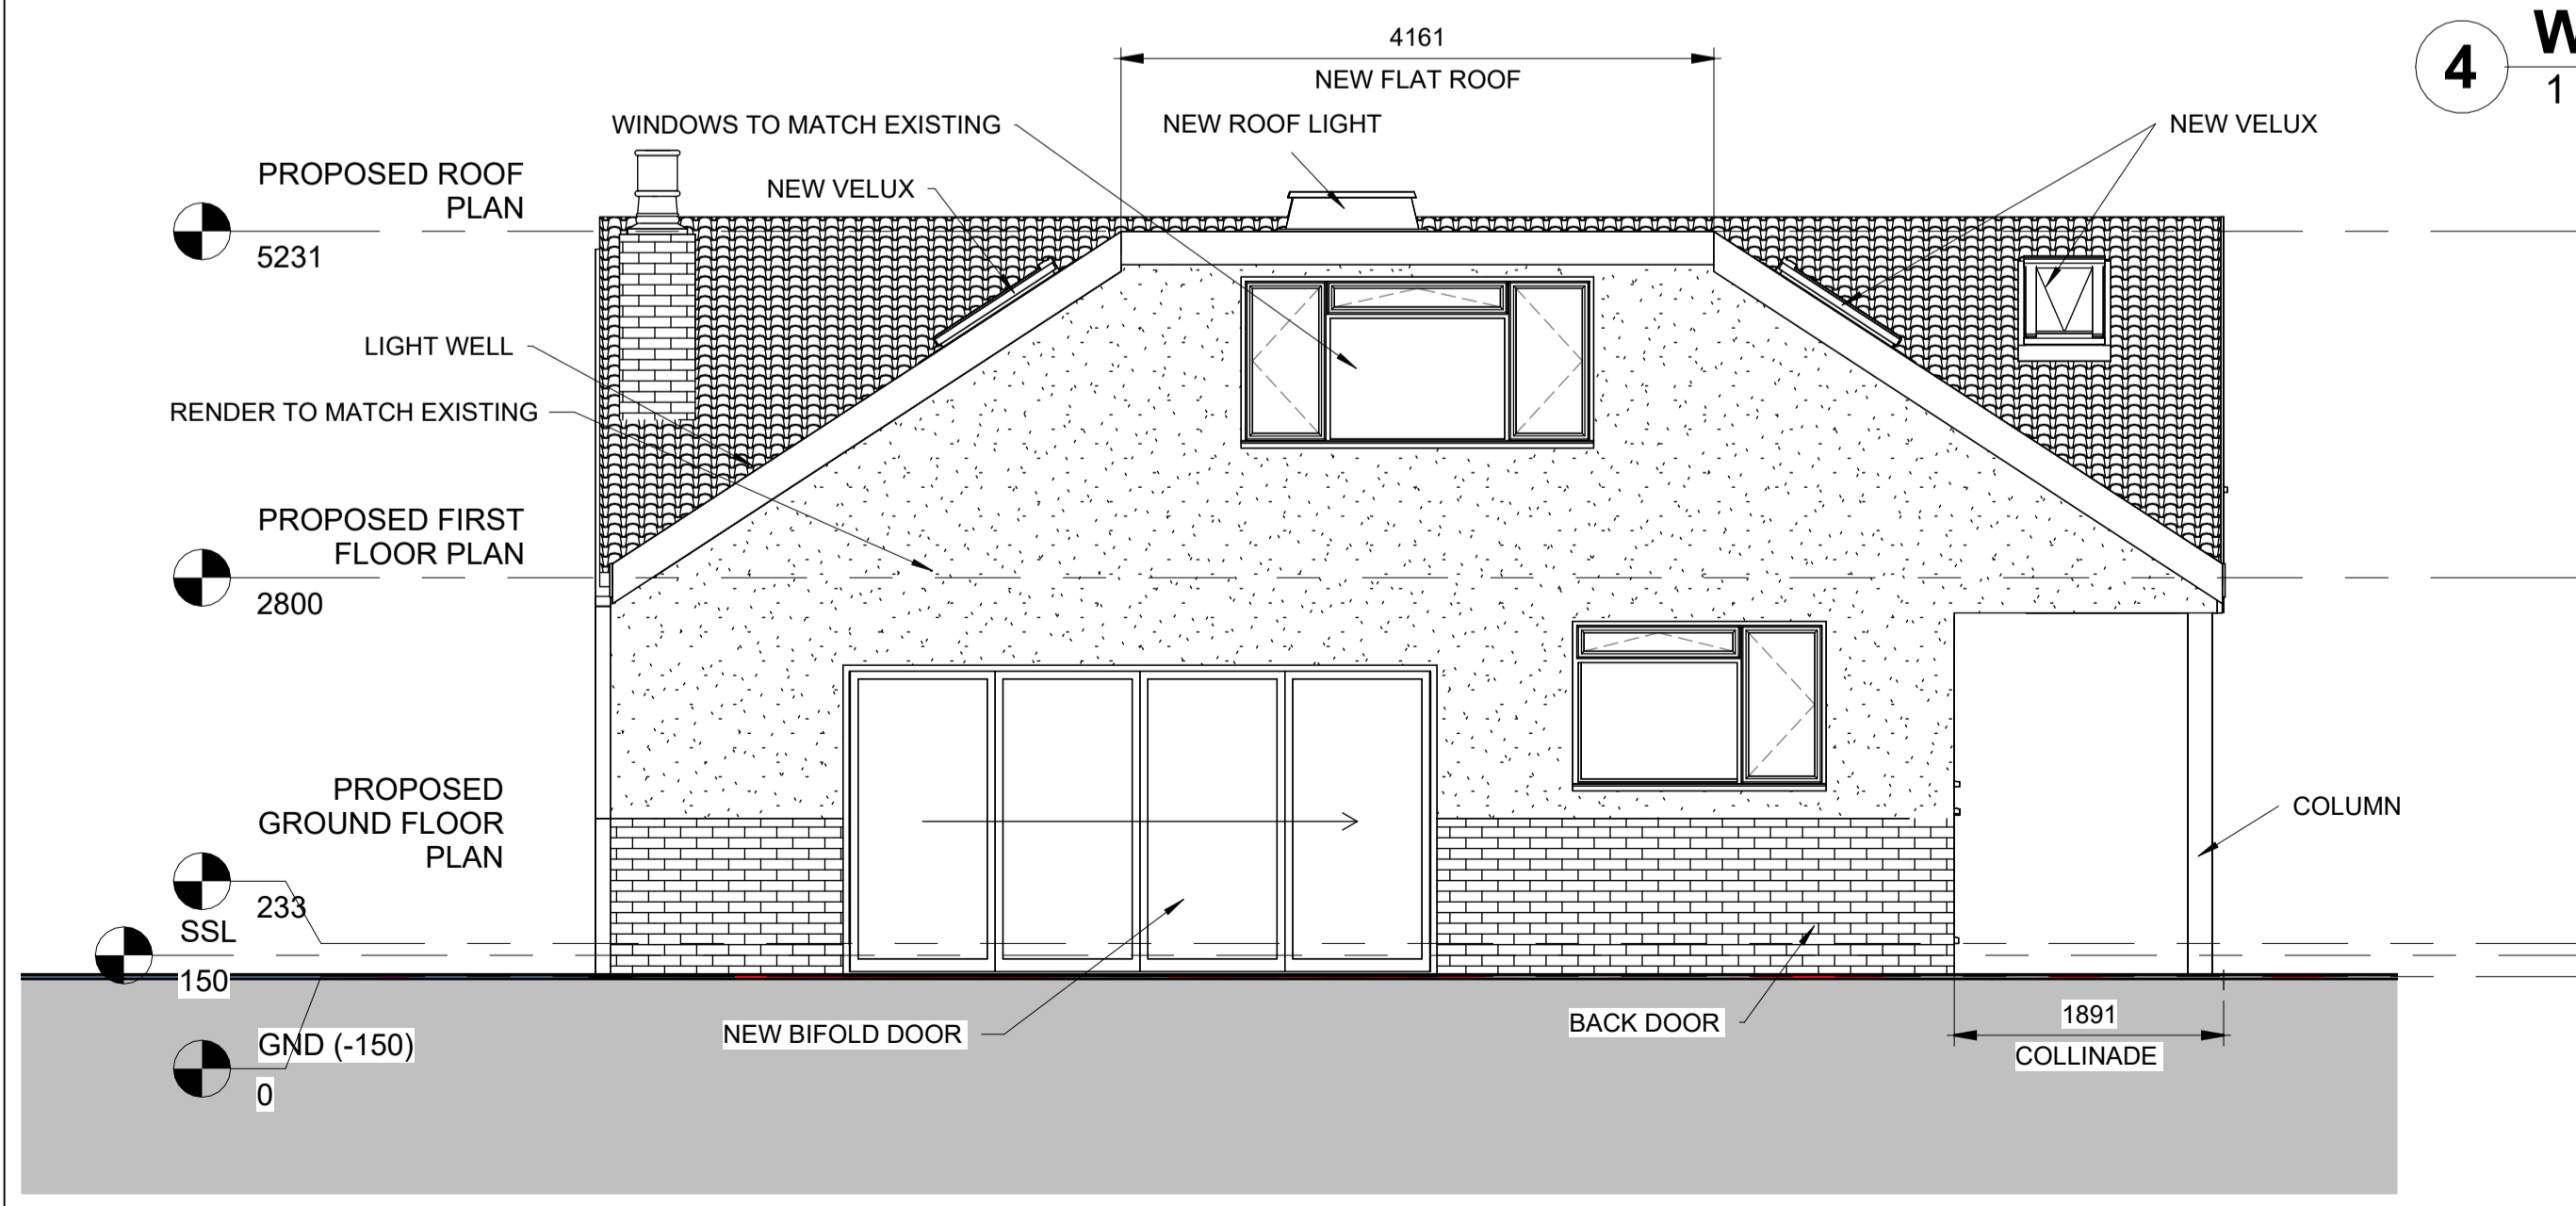 4161
NEW FLAT ROOF
4
W
1
WINDOWS TO MATCH EXISTING
NEW ROOF LIGHT
NEW VELUX
PROPOSED ROOF
PLAN
5231
NEW VELUX
LIGHT WELL
RENDER TO MATCH EXISTING
PROPOSED FIRST
FLOOR PLAN
2800
PROPOSED
GROUND FLOOR
PLAN
233
SSL
150
GND (-150)
0
COLUMN
NEW BIFOLD DOOR
BACK DOOR
1891
COLLINADE